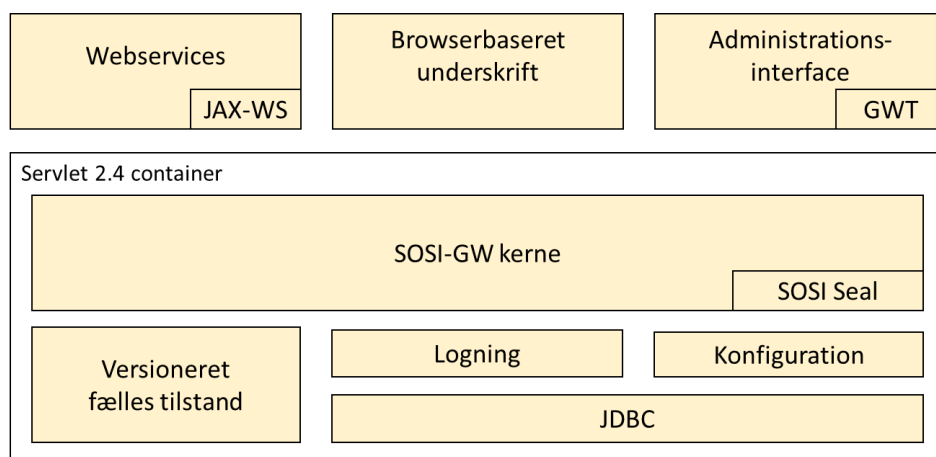 Webservices
JAX-WS
Browserbaseret
underskrift
Administrations-
interface
GWT
Servlet 2.4 container
SOSI-GW kerne
SOSI Seal
Versioneret
fælles tilstand
Logning
Konfiguration
JDBC